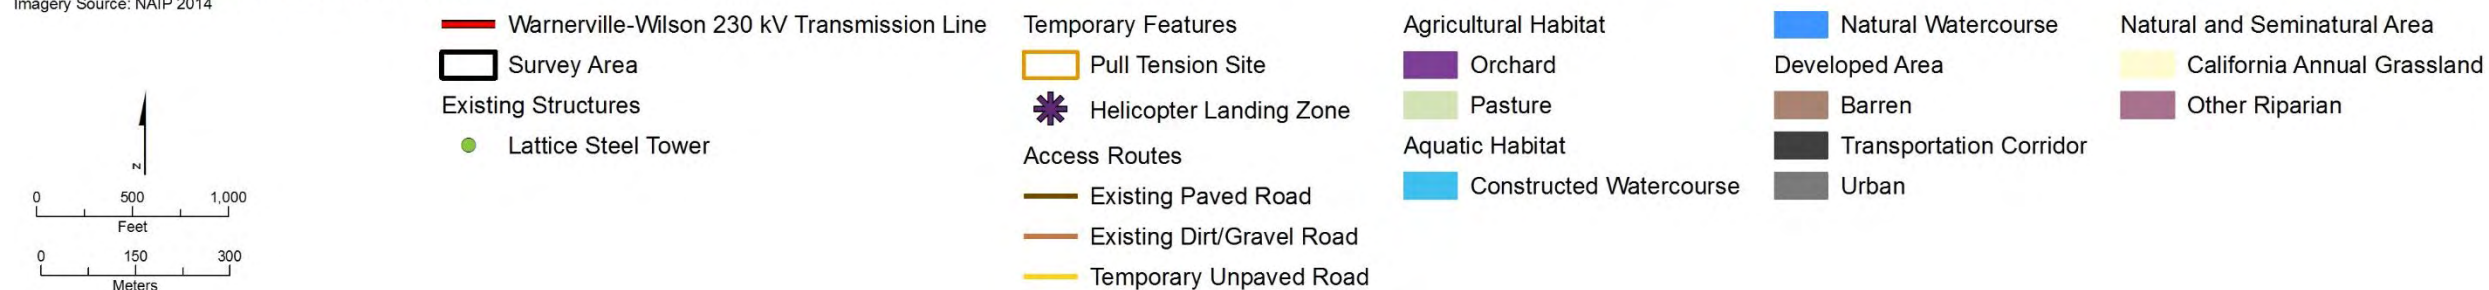 Imagery Source: NAIP 2014
N
0 500 1,000
Feet
0 150 300
Meters
Warnerville-Wilson 230 kV Transmission Line
Survey Area
Existing Structures
Lattice Steel Tower
Temporary Features
Pull Tension Site
Helicopter Landing Zone
Access Routes
Existing Paved Road
Existing Dirt/Gravel Road
Temporary Unpaved Road
Agricultural Habitat
Orchard
Pasture
Aquatic Habitat
Constructed Watercourse
Natural Watercourse
Developed Area
Barren
Transportation Corridor
Urban
Natural and Seminatural Area
California Annual Grassland
Other Riparian